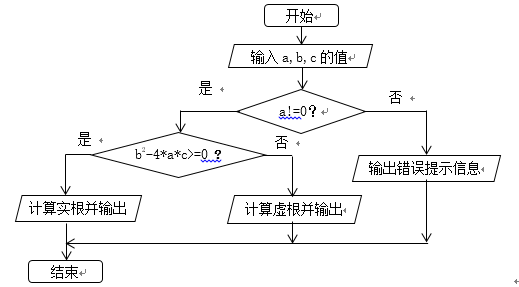 开始↵
输入 a,b,c 的值↵
是 ↵
a!=0？
否 ↵
是 ↵
b²-4*a*c>=0 ？
否 ↵
输出错误提示信息↵
计算实根并输出
计算虚根并输出↵
结束↵
↵